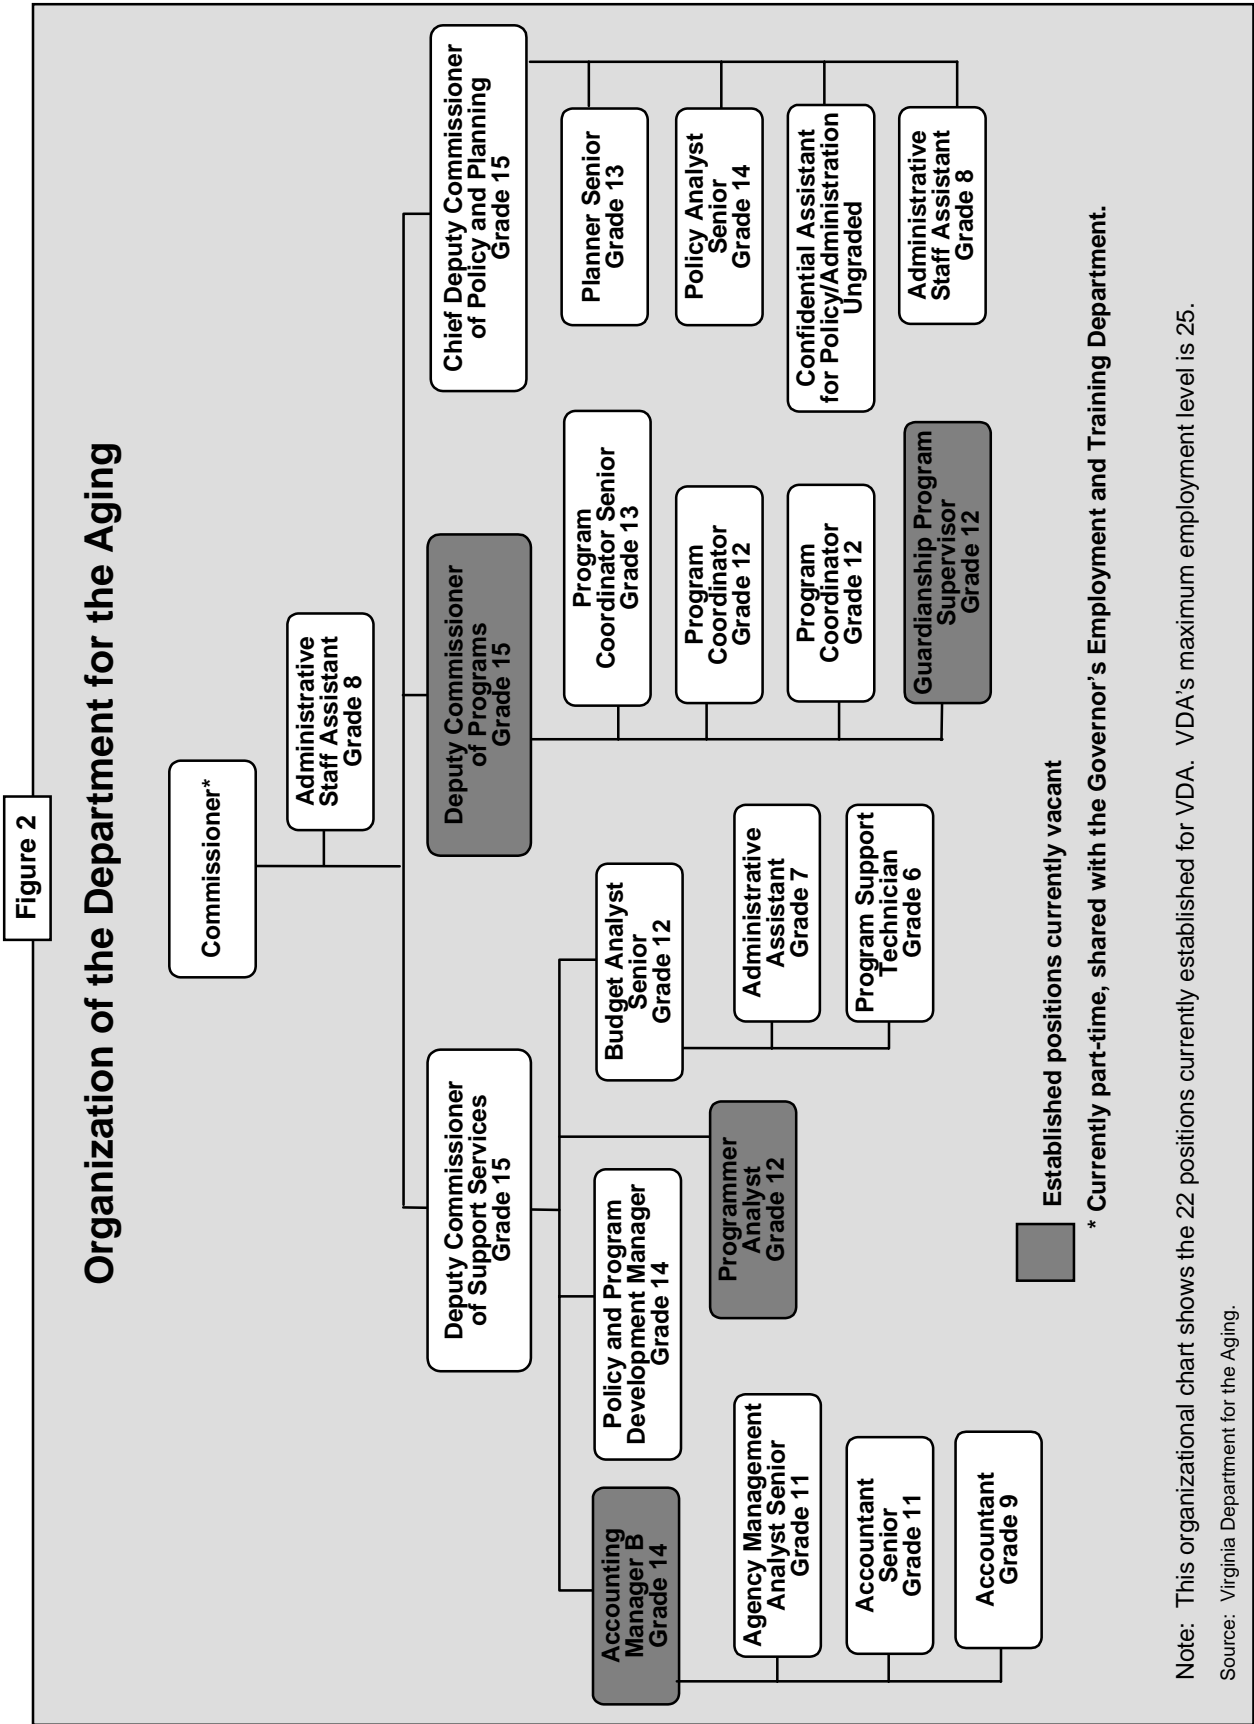 Figure 2
Organization of the Department for the Aging
Commissioner*
Administrative
Staff Assistant
Grade 8
Deputy Commissioner
of Support Services
Grade 15
Deputy Commissioner
of Programs
Grade 15
Chief Deputy Commissioner
of Policy and Planning
Grade 15
Accounting
Manager B
Grade 14
Policy and Program
Development Manager
Grade 14
Programmer
Analyst
Grade 12
Budget Analyst
Senior
Grade 12
Agency Management
Analyst Senior
Grade 11
Accountant
Senior
Grade 11
Accountant
Grade 9
Administrative
Assistant
Grade 7
Program Support
Technician
Grade 6
Program
Coordinator Senior
Grade 13
Program
Coordinator
Grade 12
Program
Coordinator
Grade 12
Guardianship Program
Supervisor
Grade 12
Planner Senior
Grade 13
Policy Analyst
Senior
Grade 14
Confidential Assistant
for Policy/Administration
Ungraded
Administrative
Staff Assistant
Grade 8
Established positions currently vacant
* Currently part-time, shared with the Governor's Employment and Training Department.
Note: This organizational chart shows the 22 positions currently established for VDA. VDA's maximum employment level is 25.
Source: Virginia Department for the Aging.